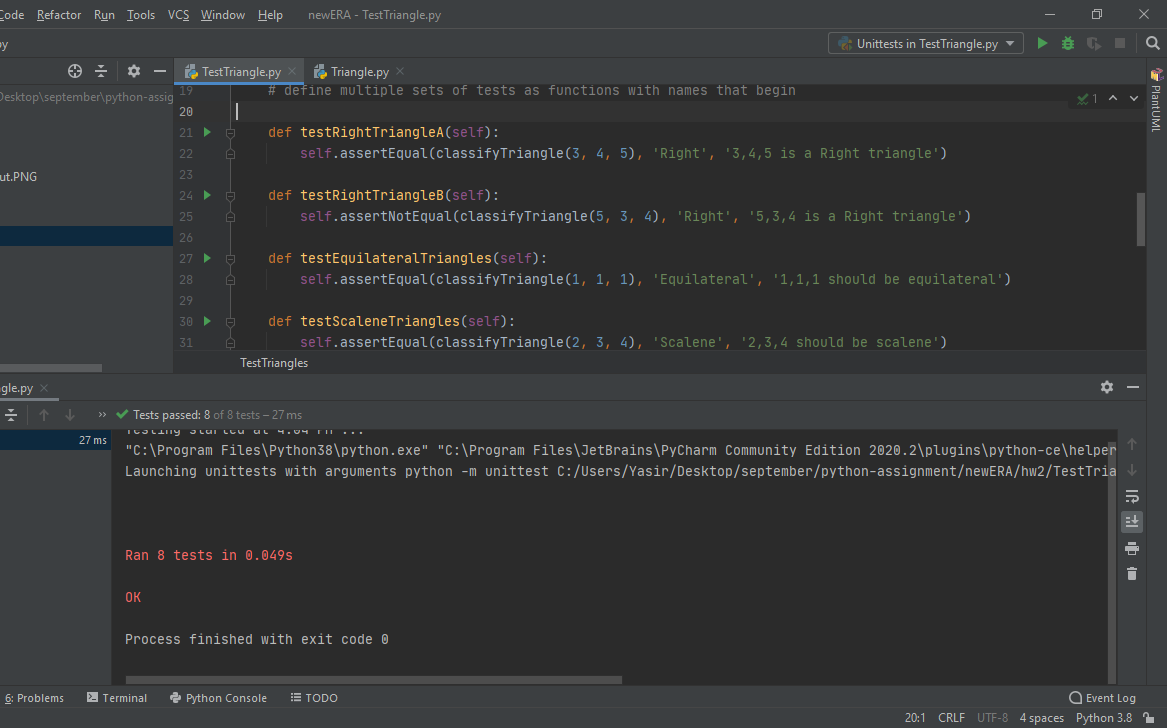 Code Refactor Run Tools VCS Window Help newERA - TestTriangle.py
py
Unittests in TestTriangle.py
TestTriangle.py Triangle.py
Desktop\september\python-assig
ut.PNG
19 # define multiple sets of tests as functions with names that begin
1
20
21 def testRightTriangleA(self):
22 self.assertEqual(classifyTriangle(3, 4, 5), 'Right', '3,4,5 is a Right triangle')
23
24 def testRightTriangleB(self):
25 self.assertNotEqual(classifyTriangle(5, 3, 4), 'Right', '5,3,4 is a Right triangle')
26
27 def testEquilateralTriangles(self):
28 self.assertEqual(classifyTriangle(1, 1, 1), 'Equilateral', '1,1,1 should be equilateral')
29
30 def testScaleneTriangles(self):
31 self.assertEqual(classifyTriangle(2, 3, 4), 'Scalene', '2,3,4 should be scalene')
TestTriangles
PlantUML
ngle.py
» Tests passed: 8 of 8 tests – 27 ms
27 ms
Testing started at 4:04 PM ...
"C:\Program Files\Python38\python.exe" "C:\Program Files\JetBrains\PyCharm Community Edition 2020.2\plugins\python-ce\helper
Launching unittests with arguments python -m unittest C:/Users/Yasir/Desktop/september/python-assignment/newERA/hw2/TestTria
Ran 8 tests in 0.049s
OK
Process finished with exit code 0
6: Problems Terminal Python Console TODO Event Log
20:1 CRLF UTF-8 4 spaces Python 3.8